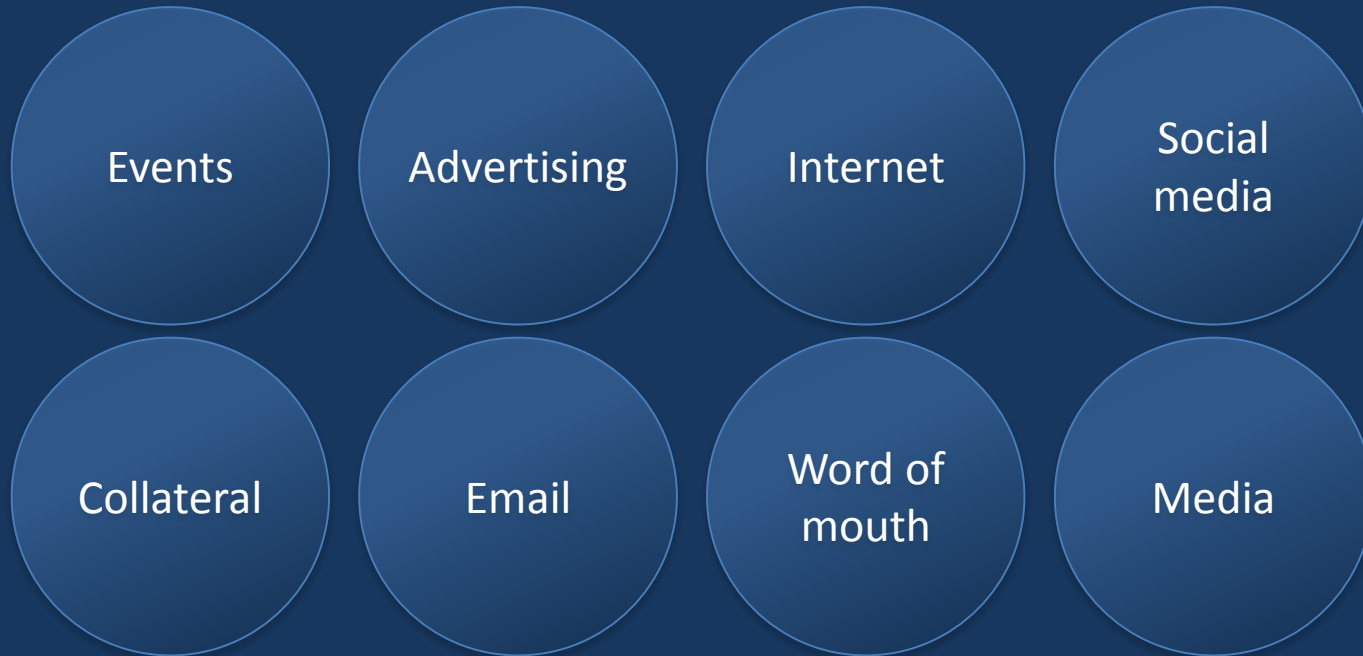 Events
Advertising
Internet
Social
media
Collateral
Email
Word of
mouth
Media